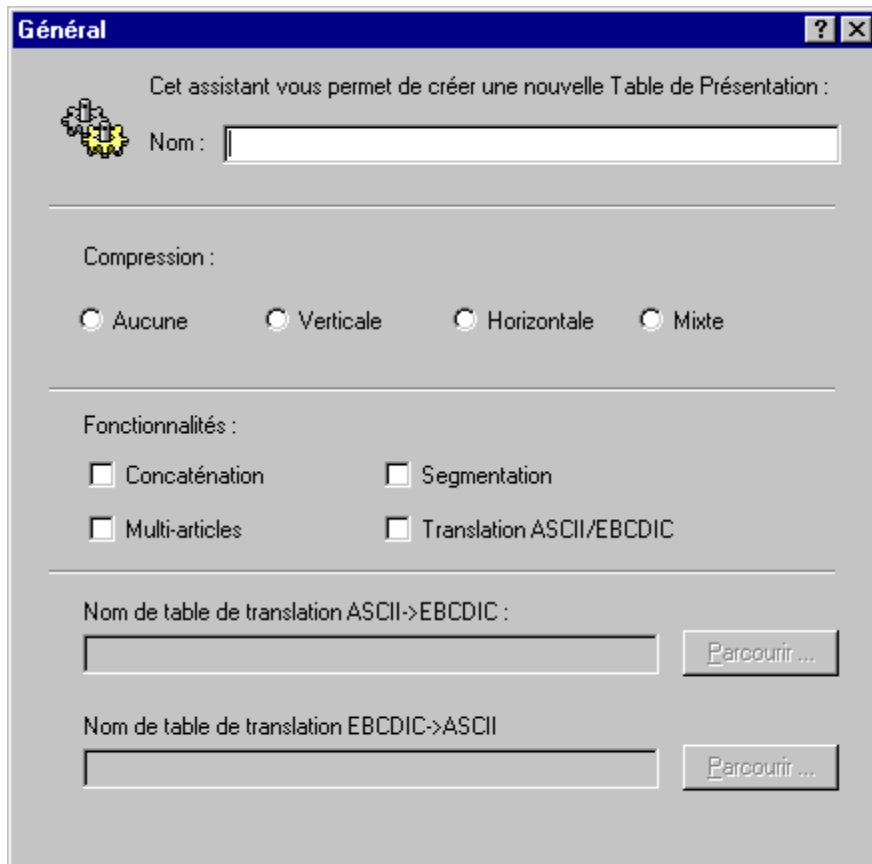 Général
Cet assistant vous permet de créer une nouvelle Table de Présentation :
Nom :
Compression :
Aucune Verticale Horizontale Mixte
Fonctionnalités :
Concaténation Segmentation
Multi-articles Translation ASCII/EBCDIC
Nom de table de translation ASCII->EBCDIC :
Parcourir ...
Nom de table de translation EBCDIC->ASCII
Parcourir ...